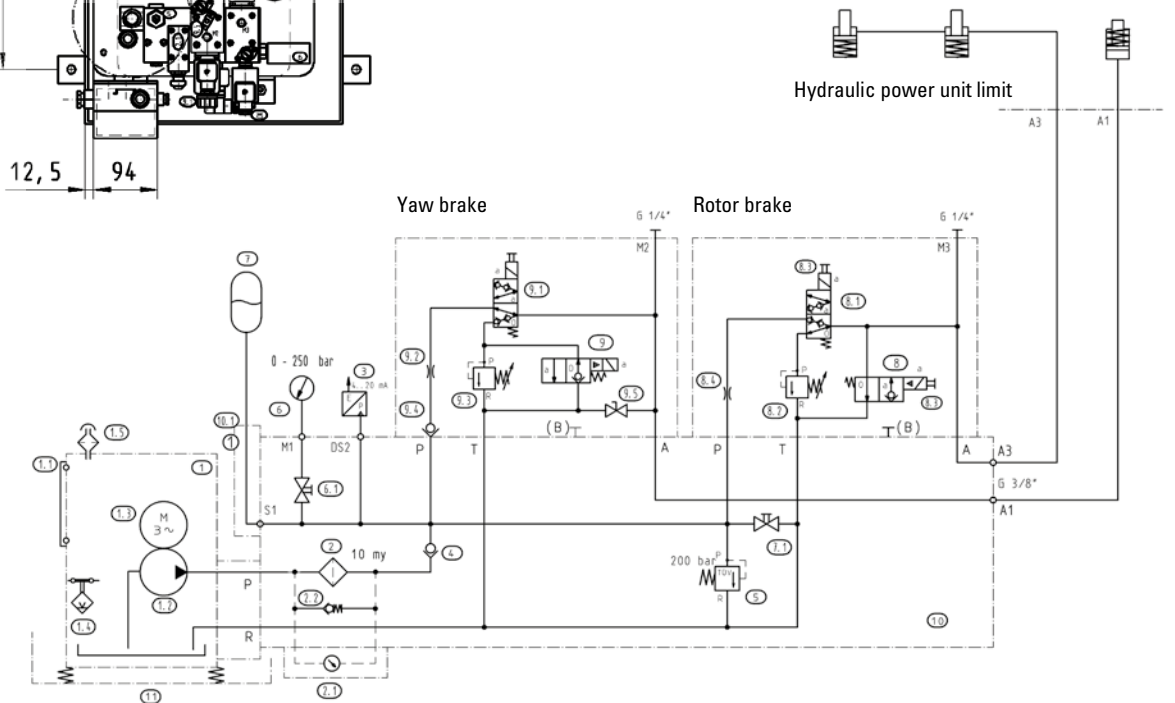 12,5
94
Hydraulic power unit limit
A3
A1
Yaw brake
Rotor brake
G 1/4"
G 1/4"
M2
M3
7
a
9.1
8.3
a
8.1
0 - 250 bar
3
4..20 mA
P
6
9.2
9
a
0
a
P
9.3
R
9.5
9.4
8
0
a
8.3
P
8.4
8.2
R
10.1
1
(B)
(B)
M1
DS2
P
T
A
P
T
A
A3
G 3/8"
A1
1.5
1.1
1
6.1
1.3
M
3~
S1
7.1
2
10 my
4
200 bar
P
TÜV
5
R
1.2
P
2.2
1.4
R
10
2.1
11